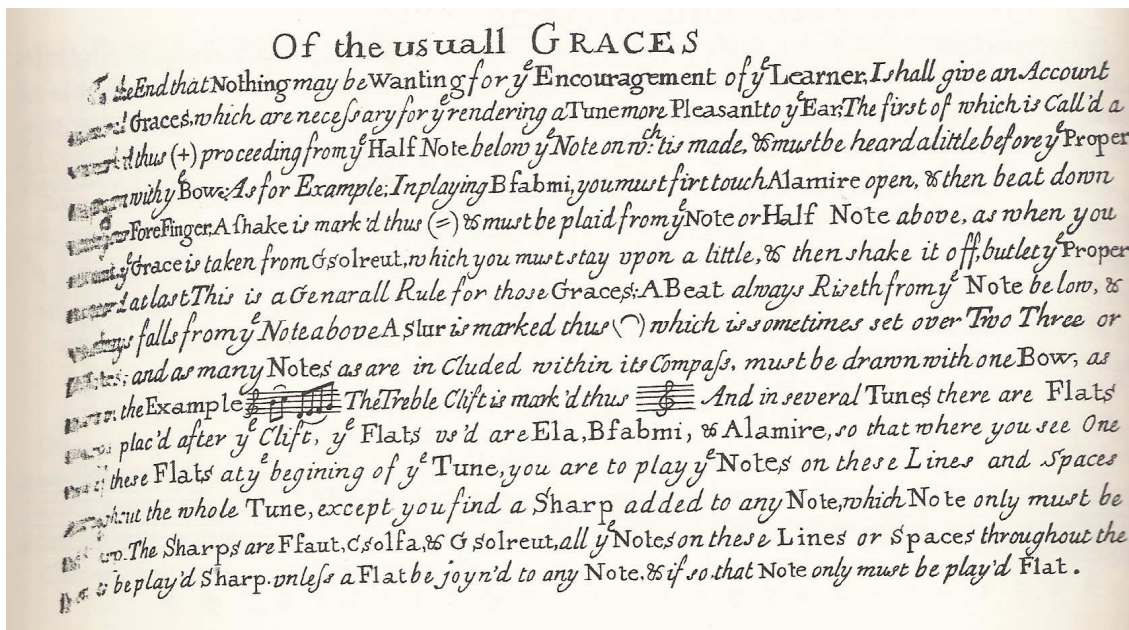 Of the usuall GRACES
the End that Nothing may be Wanting for yͤ Encouragement of yͤ Learner, I shall give an Account
Graces, which are neceſsary for yͤ rendering a Tune more Pleasant to yͤ Ear; The first of which is Call'd a
thus (+) proceeding from yͤ Half Note below yͤ Note on wͨͪ: tis made, & must be heard a little before yͤ Proper
with yͤ Bow: As for Example; In playing B fabmi, you must firt touch Alamire open, & then beat down
Fore Finger, A ſhake is mark'd thus (=) & must be plaid from yͤ Note or Half Note above, as when you
yͤ Grace is taken from Gsolreut, which you must stay vpon a little, & then shake it off, but let yͤ Proper
at last This is a Genarall Rule for those Graces: A Beat always Riseth from yͤ Note below, &
falls from yͤ Note above A slur is marked thus (⌒) which is sometimes set over Two Three or
and as many Notes as are in Cluded within its Compaſs, must be drawn with one Bow, as
the Example The Treble Clift is mark'd thus And in several Tunes there are Flats
plac'd after yͤ Clift, yͤ Flats vs'd are Ela, Bfabmi, & Alamire, so that where you see One
these Flats at yͤ begining of yͤ Tune, you are to play yͤ Notes on these Lines and Spaces
the whole Tune, except you find a Sharp added to any Note, which Note only must be
The Sharps are Ffaut, Csolfa, & G solreut, all yͤ Notes on these Lines or Spaces throughout the
be play'd Sharp. vnleſs a Flat be joyn'd to any Note. & if so that Note only must be play'd Flat.